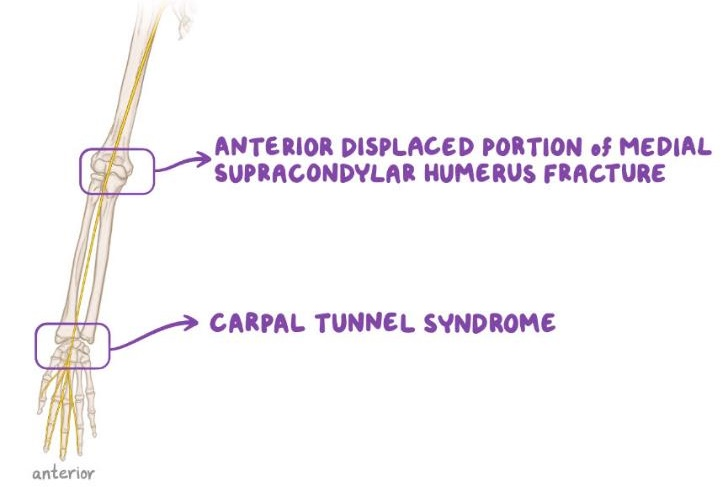 ANTERIOR DISPLACED PORTION of MEDIAL
SUPRACONDYLAR HUMERUS FRACTURE
CARPAL TUNNEL SYNDROME
anterior